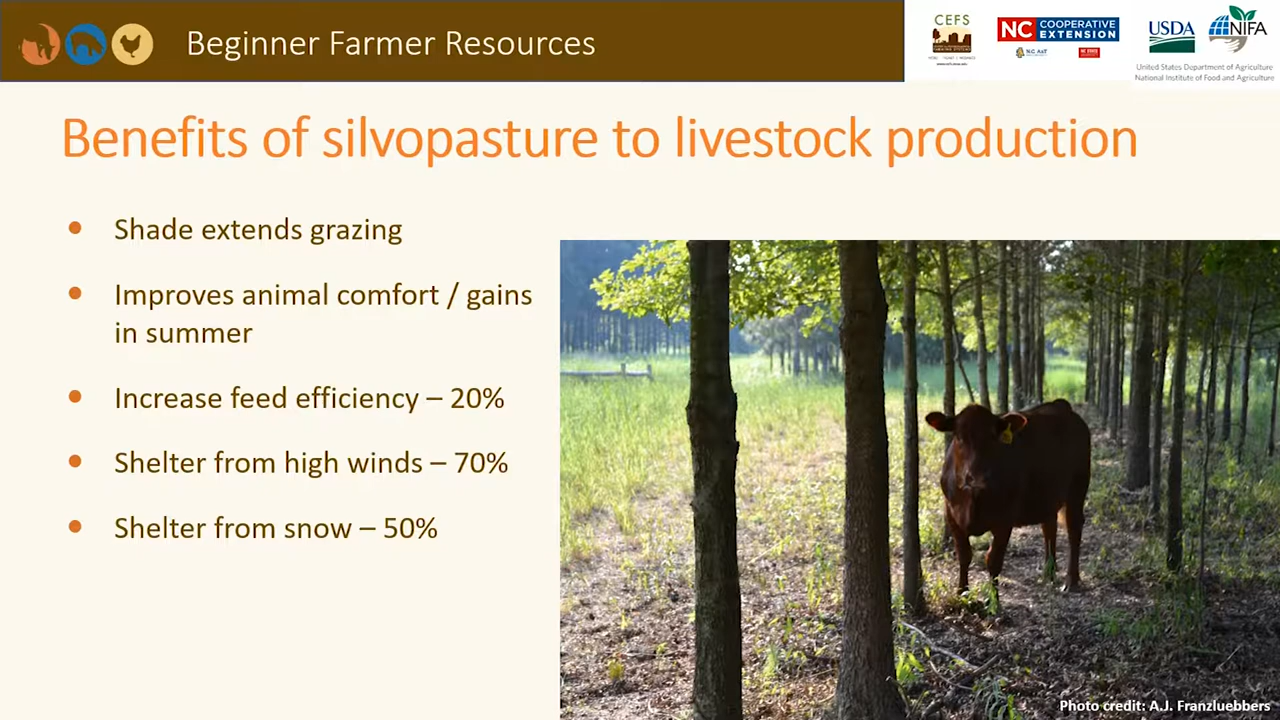 Beginner Farmer Resources
CEFS
NC COOPERATIVE
EXTENSION
N.C. A&T
NC STATE
USDA
NIFA
United States Department of Agriculture
National Institute of Food and Agriculture
Benefits of silvopasture to livestock production
Shade extends grazing
Improves animal comfort / gains
in summer
Increase feed efficiency – 20%
Shelter from high winds – 70%
Shelter from snow – 50%
Photo credit: A.J. Franzluebbers